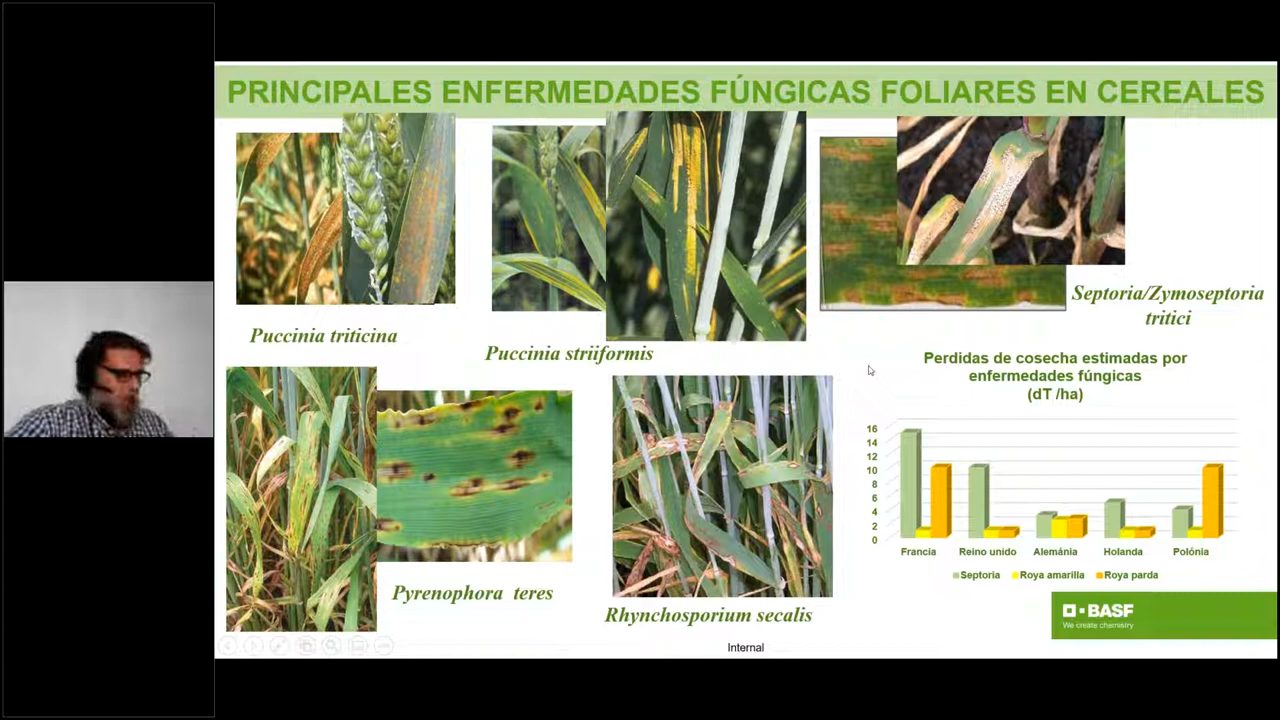 PRINCIPALES ENFERMEDADES FÚNGICAS FOLIARES EN CEREALES
Puccinia triticina
Puccinia striiformis
Septoria/Zymoseptoria
tritici
Pyrenophora teres
Rhynchosporium secalis
Perdidas de cosecha estimadas por
enfermedades fúngicas
(dT /ha)
16
14
12
10
8
6
4
2
0
Francia Reino unido Alemánia Holanda Polónia
Septoria Roya amarilla Roya parda
BASF
We create chemistry
Internal